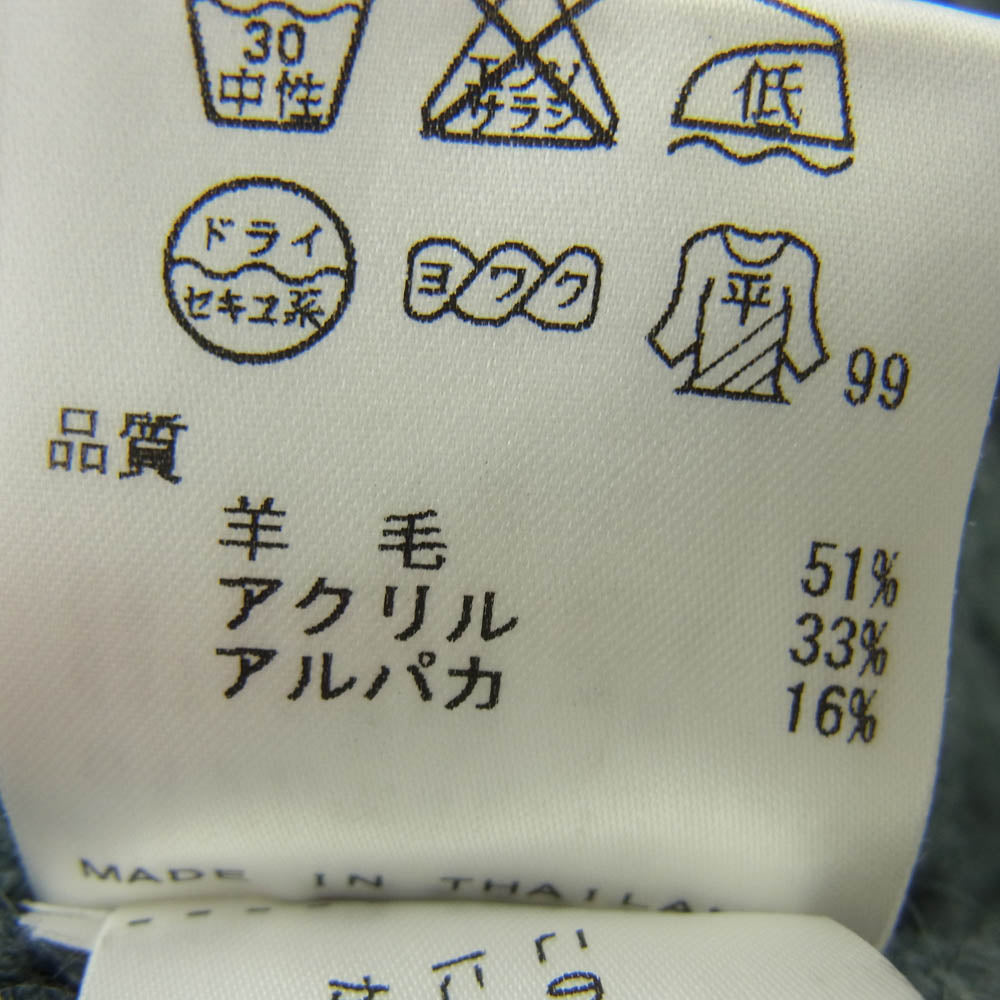 30
中性
エンソ
サラシ
低
ドライ
セキユ系
ヨワク
平
99
品質
羊 毛 51%
アクリル 33%
アルパカ 16%
MADE IN THAILA